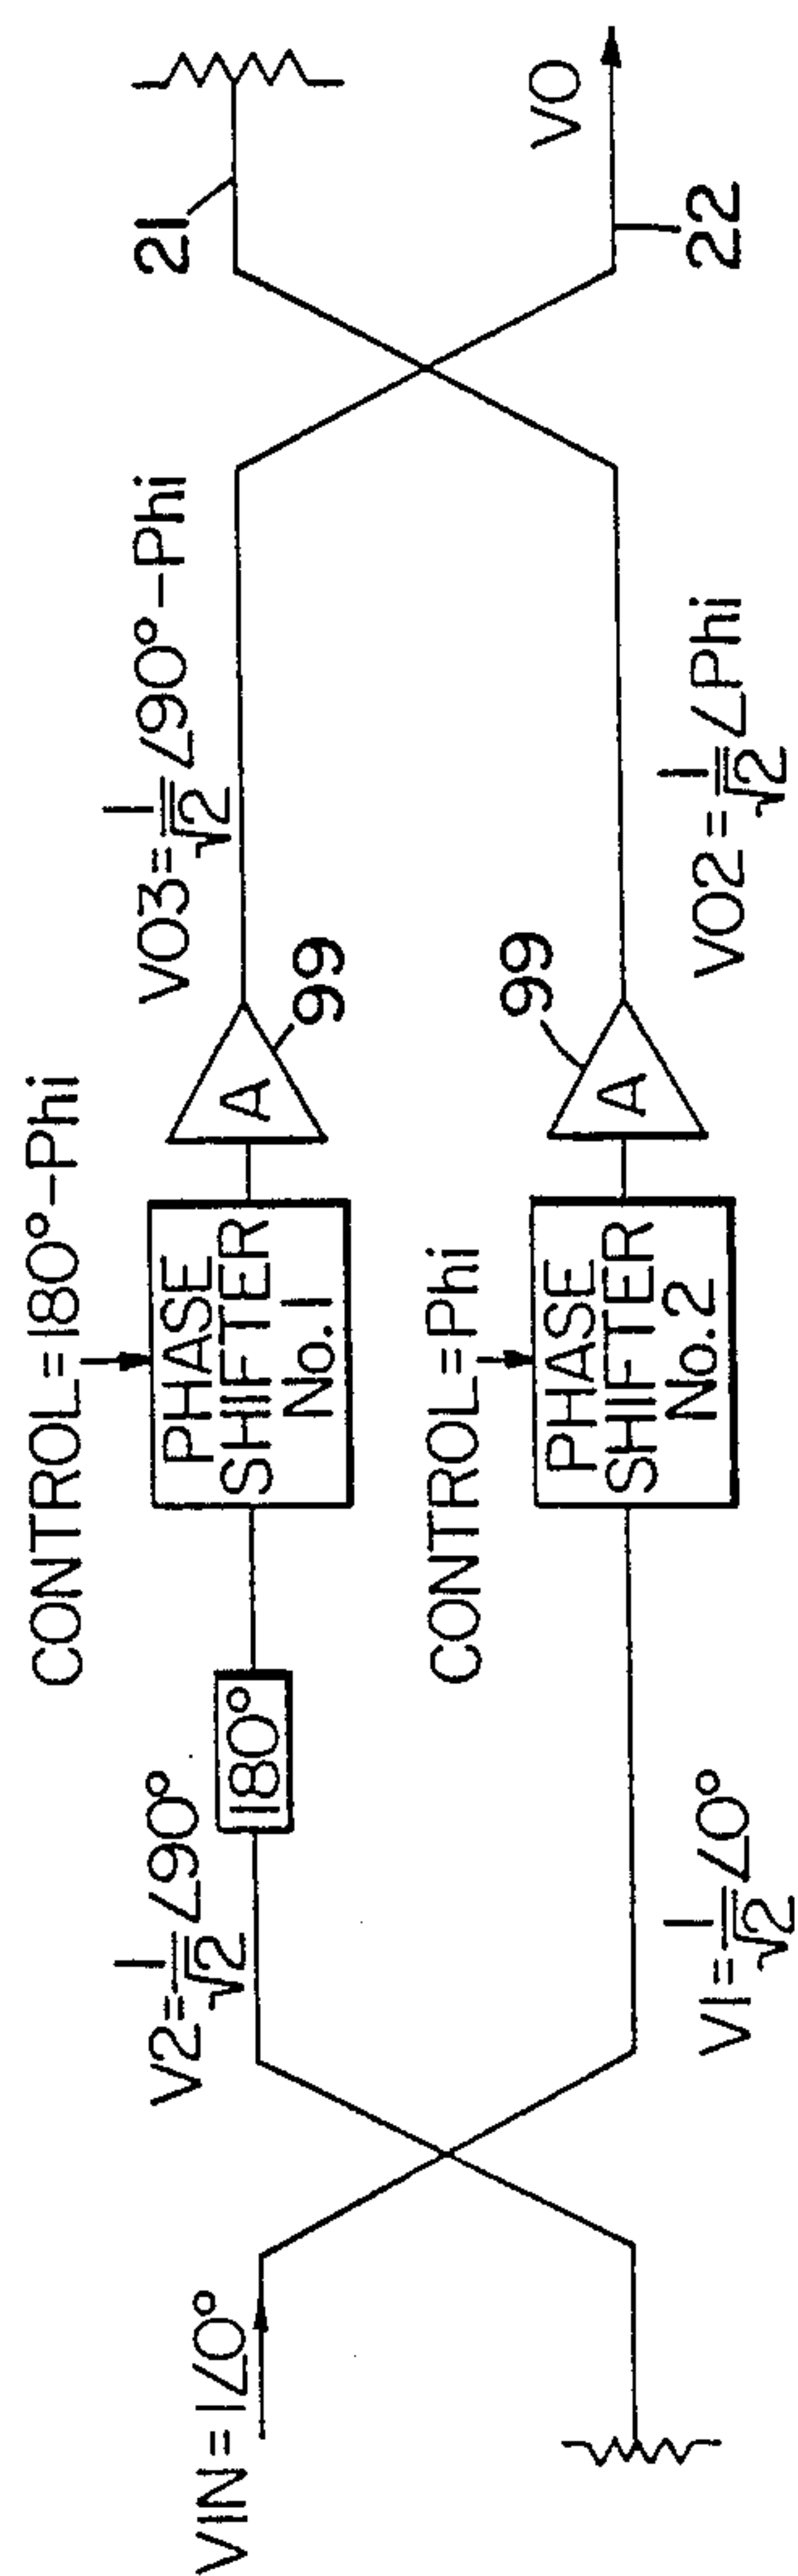 VIN=1∠0°
V2=1/√2 ∠90°
180°
CONTROL=180°-Phi
PHASE
SHIFTER
No.1
A
99
VO3=1/√2 ∠90°-Phi
21
V1=1/√2 ∠0°
CONTROL=Phi
PHASE
SHIFTER
No.2
A
99
VO2=1/√2 ∠Phi
VO
22